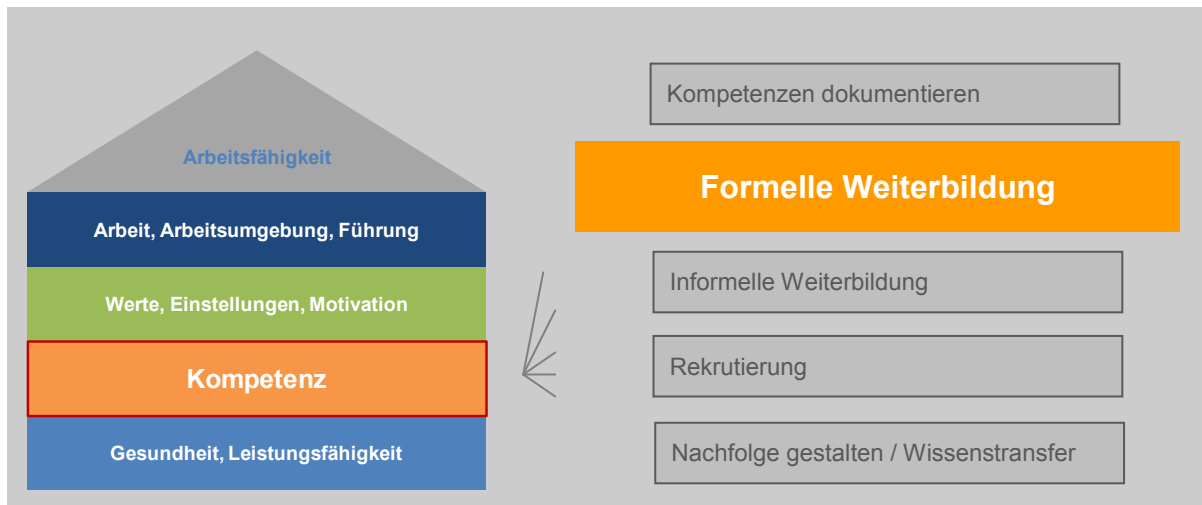 Arbeitsfähigkeit
Arbeit, Arbeitsumgebung, Führung
Werte, Einstellungen, Motivation
Kompetenz
Gesundheit, Leistungsfähigkeit
Kompetenzen dokumentieren
Formelle Weiterbildung
Informelle Weiterbildung
Rekrutierung
Nachfolge gestalten / Wissenstransfer